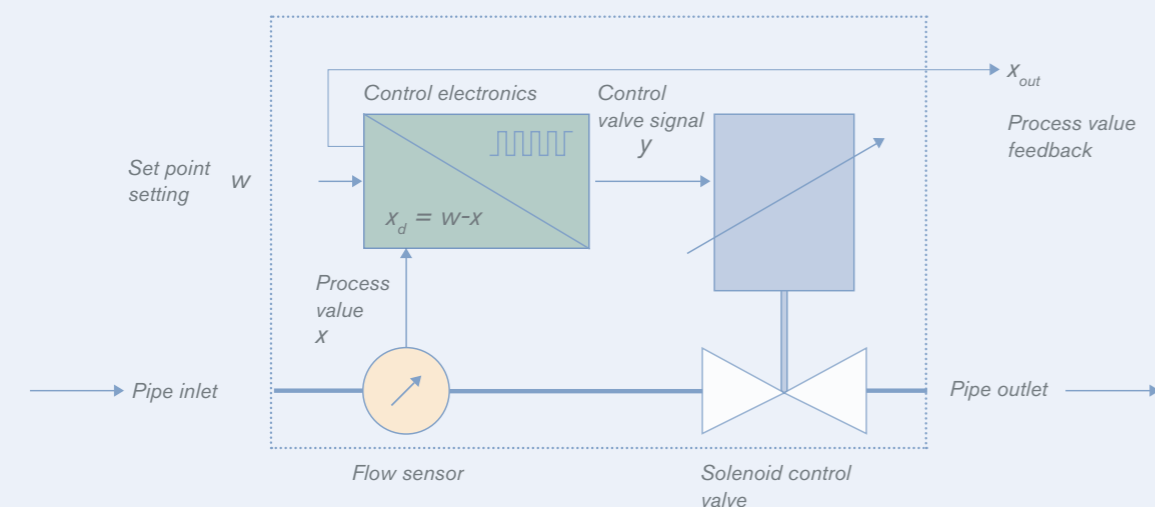 x_out
Control electronics
Control
valve signal
y
Process value
feedback
Set point
setting
w
x_d = w-x
Process
value
x
Pipe inlet
Pipe outlet
Flow sensor
Solenoid control
valve